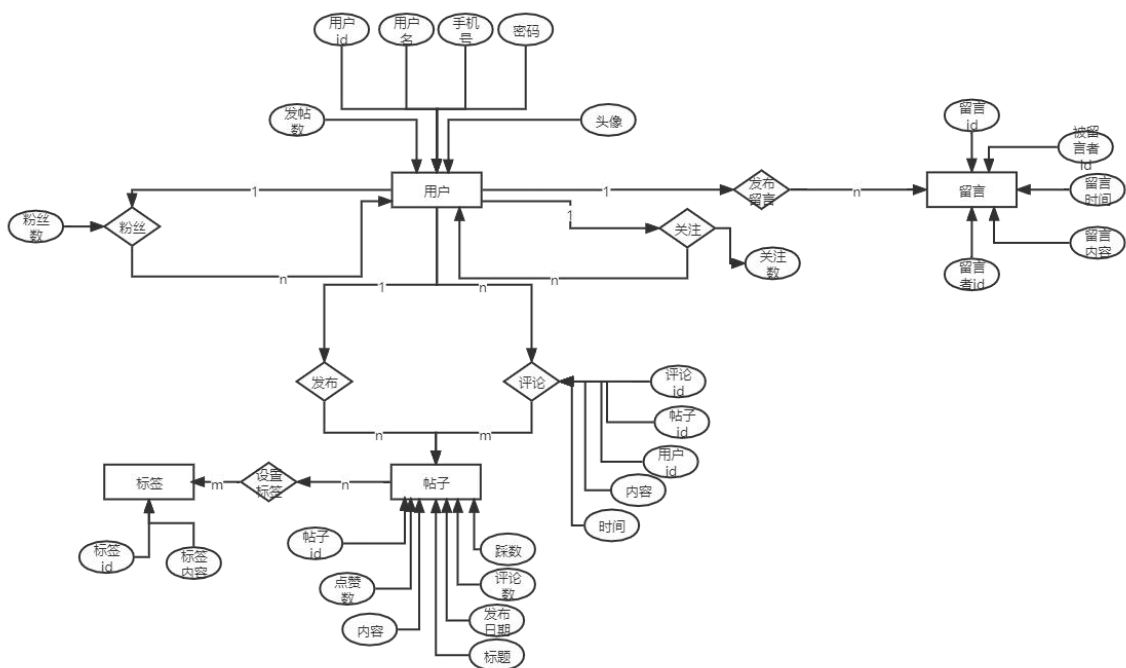 用户
id
用户
名
手机
号
密码
发帖
数
头像
留言
id
被留
言者
id
用户
1
1
发布
留言
n
留言
留言
时间
粉丝
数
粉丝
1
关注
关注
数
留言
内容
留言
者id
n
n
n
1
发布
评论
评论
id
帖子
id
n
m
用户
id
标签
m
设置
标签
n
帖子
内容
时间
标签
id
标签
内容
帖子
id
踩数
点赞
数
评论
数
内容
发布
日期
标题